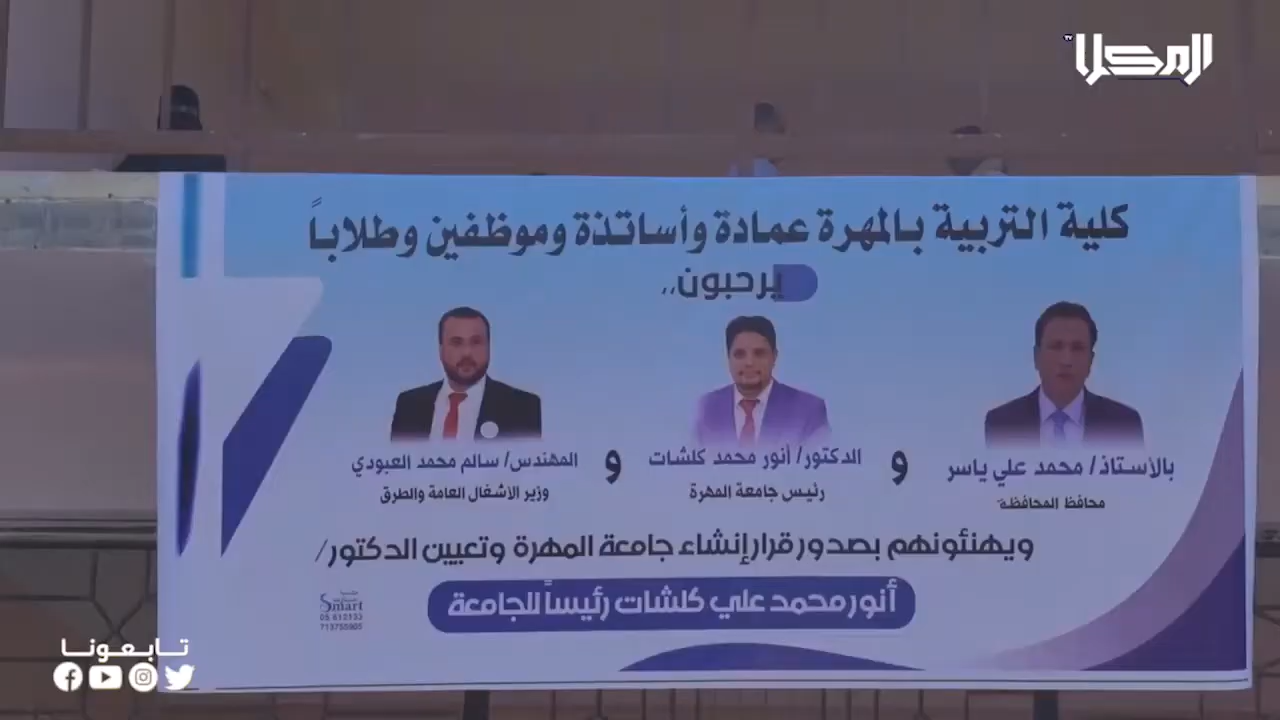 المكلا TV
كلية التربية بالمهرة عمادة وأساتذة وموظفين وطلاباً
يرحبون,,
بالأستاذ/ محمد علي ياسر
محافظ المحافظة
و
الدكتور/ أنور محمد كلشات
رئيس جامعة المهرة
و
المهندس/ سالم محمد العبودي
وزير الأشغال العامة والطرق
ويهنئونهم بصدور قرار إنشاء جامعة المهرة وتعيين الدكتور/
أنور محمد علي كلشات رئيساً للجامعة
Smart
تابعونا